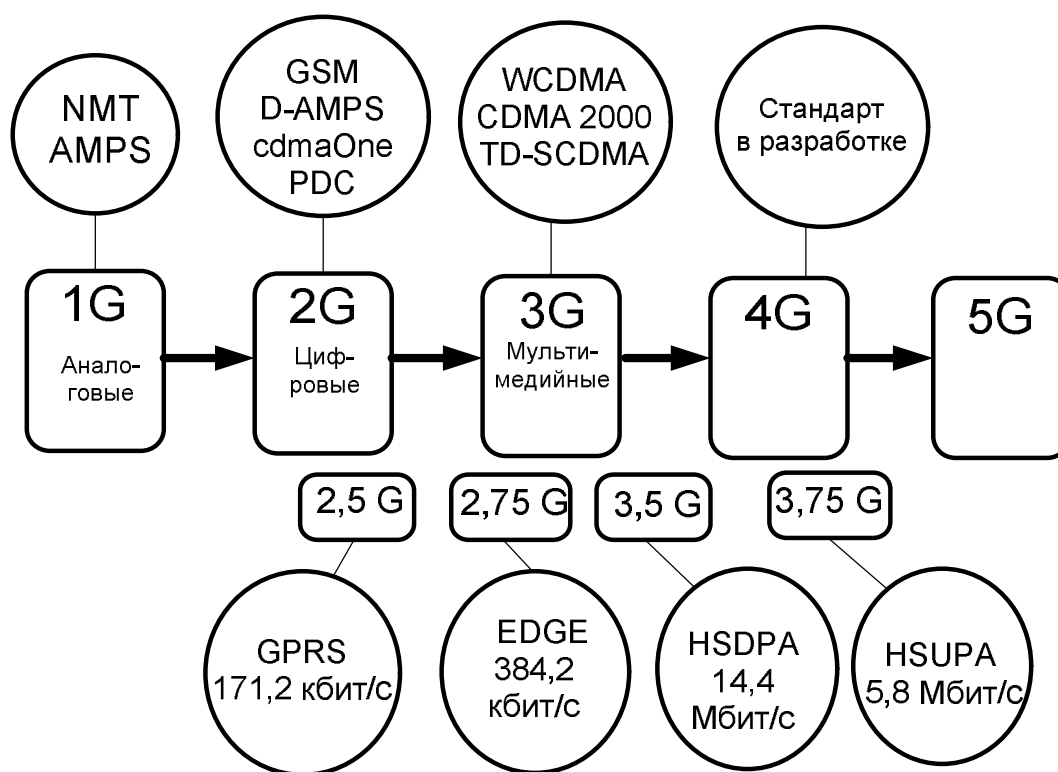 NMT
AMPS
GSM
D-AMPS
cdmaOne
PDC
WCDMA
CDMA 2000
TD-SCDMA
Стандарт
в разработке
1G
Анало-
говые
2G
Циф-
ровые
3G
Мульти-
медийные
4G
5G
2,5 G
2,75 G
3,5 G
3,75 G
GPRS
171,2 кбит/с
EDGE
384,2
кбит/с
HSDPA
14,4
Мбит/с
HSUPA
5,8 Мбит/с